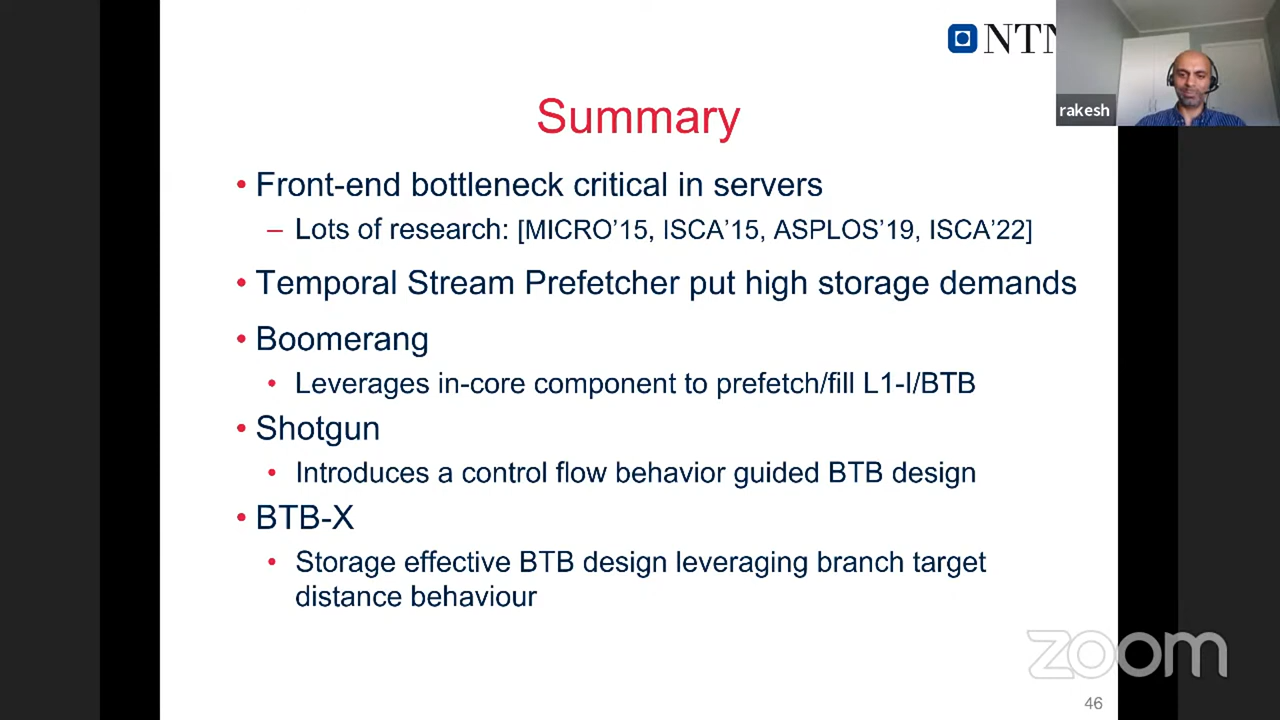 NTN
rakesh
Summary
• Front-end bottleneck critical in servers
– Lots of research: [MICRO'15, ISCA'15, ASPLOS'19, ISCA'22]
• Temporal Stream Prefetcher put high storage demands
• Boomerang
• Leverages in-core component to prefetch/fill L1-I/BTB
• Shotgun
• Introduces a control flow behavior guided BTB design
• BTB-X
• Storage effective BTB design leveraging branch target
distance behaviour
zoom
46